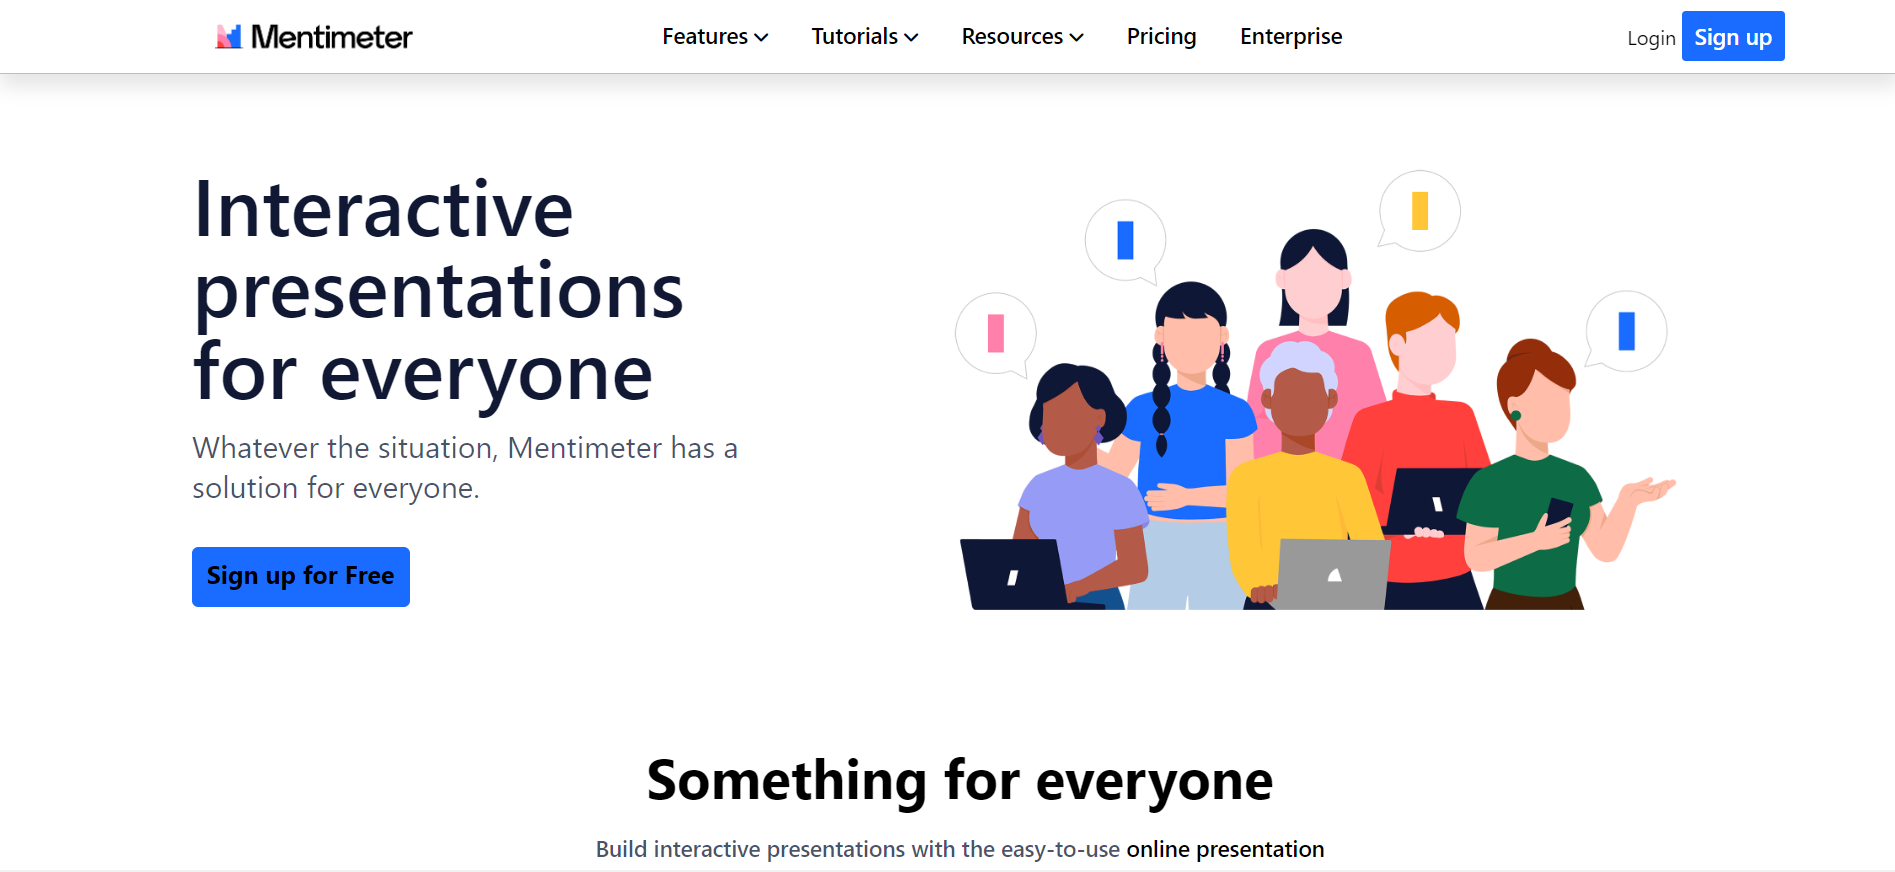 Mentimeter
Features
Tutorials
Resources
Pricing
Enterprise
Login
Sign up
Interactive
presentations
for everyone
Whatever the situation, Mentimeter has a
solution for everyone.
Sign up for Free
Something for everyone
Build interactive presentations with the easy-to-use online presentation